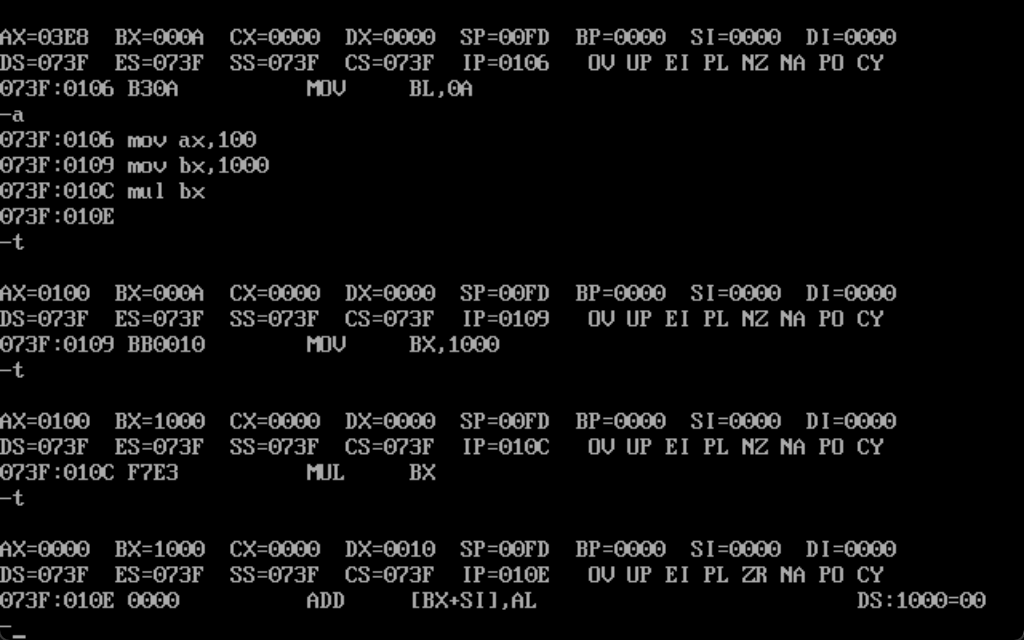 AX=03E8  BX=000A  CX=0000  DX=0000  SP=00FD  BP=0000  SI=0000  DI=0000
DS=073F  ES=073F  SS=073F  CS=073F  IP=0106   OV UP EI PL NZ NA PO CY
073F:0106 B30A          MOV     BL,0A
-a
073F:0106 mov ax,100
073F:0109 mov bx,1000
073F:010C mul bx
073F:010E
-t
AX=0100  BX=000A  CX=0000  DX=0000  SP=00FD  BP=0000  SI=0000  DI=0000
DS=073F  ES=073F  SS=073F  CS=073F  IP=0109   OV UP EI PL NZ NA PO CY
073F:0109 BB0010        MOV     BX,1000
-t
AX=0100  BX=1000  CX=0000  DX=0000  SP=00FD  BP=0000  SI=0000  DI=0000
DS=073F  ES=073F  SS=073F  CS=073F  IP=010C   OV UP EI PL NZ NA PO CY
073F:010C F7E3          MUL     BX
-t
AX=0000  BX=1000  CX=0000  DX=0010  SP=00FD  BP=0000  SI=0000  DI=0000
DS=073F  ES=073F  SS=073F  CS=073F  IP=010E   OV UP EI PL ZR NA PO CY
073F:010E 0000          ADD     [BX+SI],AL                         DS:1000=00
-_